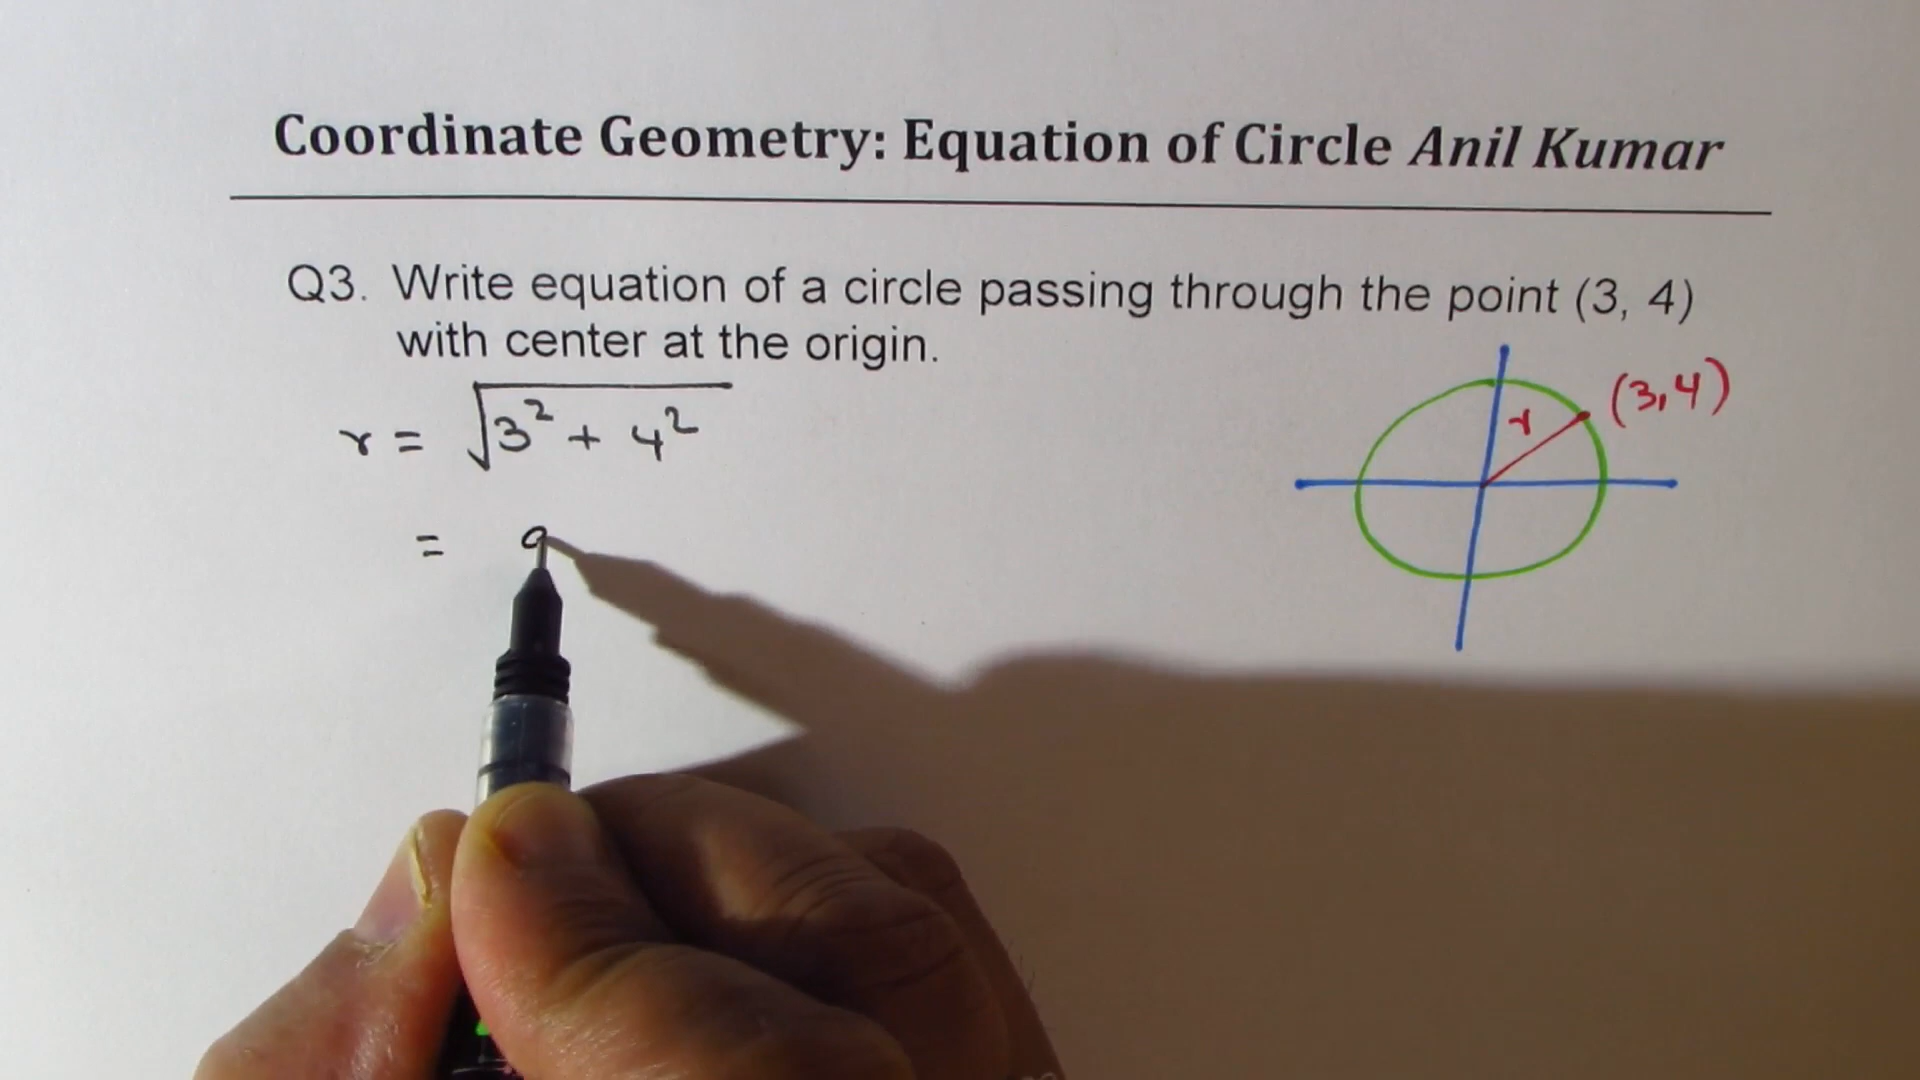 Coordinate Geometry: Equation of Circle Anil Kumar
Q3. Write equation of a circle passing through the point (3, 4)
with center at the origin.
r = √3² + 4²
r
(3,4)
= 9